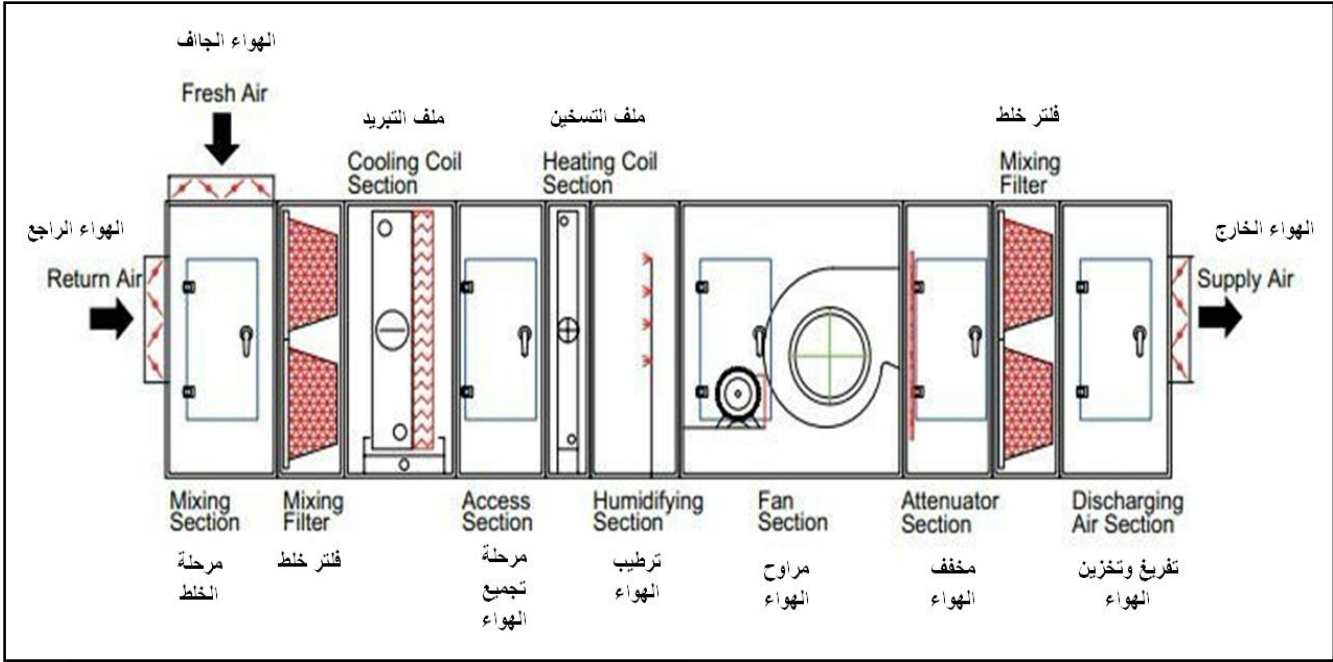 الهواء الجاف
Fresh Air
ملف التبريد
Cooling Coil
Section
ملف التسخين
Heating Coil
Section
فلتر خلط
Mixing
Filter
الهواء الراجع
Return Air
الهواء الخارج
Supply Air
Mixing
Section
مرحلة
الخلط
Mixing
Filter
فلتر خلط
Access
Section
مرحلة
تجميع
الهواء
Humidifying
Section
ترطيب
الهواء
Fan
Section
مراوح
الهواء
Attenuator
Section
مخفف
الهواء
Discharging
Air Section
تفريغ وتخزين
الهواء